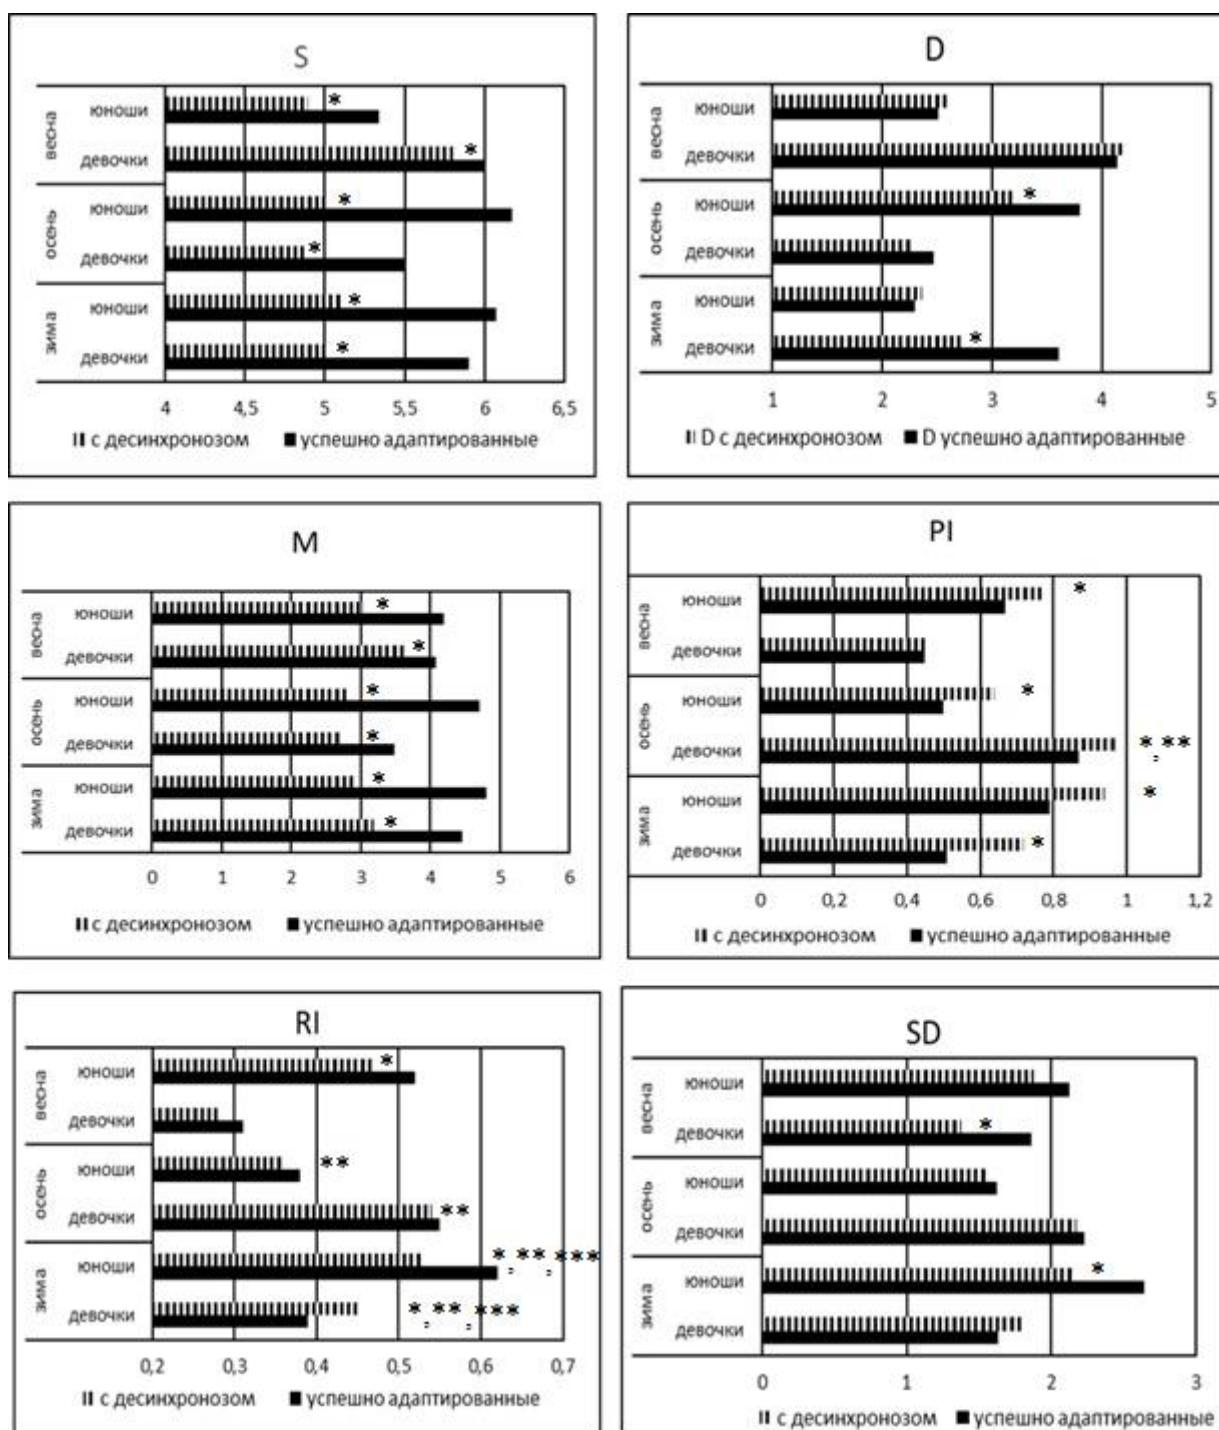 S
весна
юноши
*
девочки
*
осень
юноши
*
девочки
*
зима
юноши
*
девочки
*
4 4,5 5 5,5 6 6,5
с десинхронозом успешно адаптированные
D
весна
юноши
девочки
осень
юноши
*
девочки
зима
юноши
девочки
*
1 2 3 4 5
D с десинхронозом D успешно адаптированные
M
весна
юноши
*
девочки
*
осень
юноши
*
девочки
*
зима
юноши
*
девочки
*
0 1 2 3 4 5 6
с десинхронозом успешно адаптированные
PI
весна
юноши
*
девочки
осень
юноши
*
девочки
*, **
зима
юноши
*
девочки
*
0 0,2 0,4 0,6 0,8 1 1,2
с десинхронозом успешно адаптированные
RI
весна
юноши
*
девочки
осень
юноши
**
девочки
**
зима
юноши
*, **, ***
девочки
*, **, ***
0,2 0,3 0,4 0,5 0,6 0,7
с десинхронозом успешно адаптированные
SD
весна
юноши
девочки
*
осень
юноши
девочки
зима
юноши
*
девочки
0 1 2 3
с десинхронозом успешно адаптированные